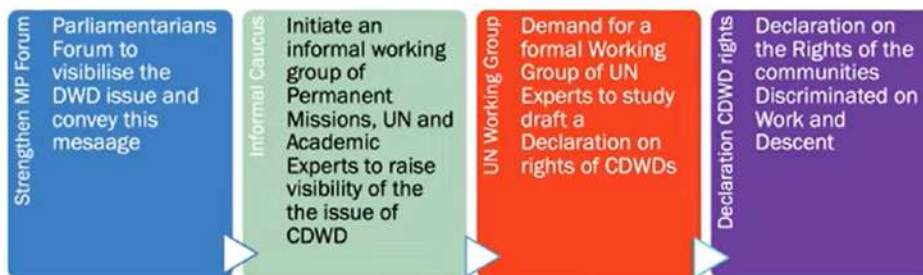 Strengthen MP Forum
Parliamentarians
Forum to
visibilise the
DWD issue and
convey this
mesaage
Informal Caucus
Initiate an
informal working
group of
Permanent
Missions, UN and
Academic
Experts to raise
visibility of the
the issue of
CDWD
UN Working Group
Demand for a
formal Working
Group of UN
Experts to study
draft a
Declaration on
rights of CDWDs
Declaration CDWD rights
Declaration on
the Rights of the
communities
Discriminated on
Work and
Descent